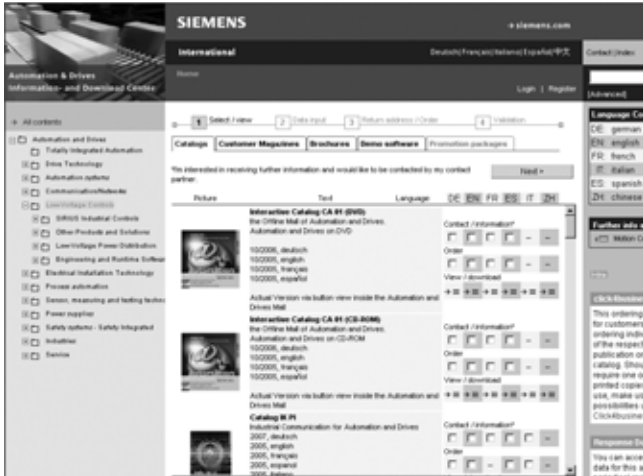 SIEMENS
siemens.com
International
Deutsch|Français|Italiano|Español|中文
Contact | Index
Home
Automation & Drives
Information- and Download Center
Login | Register
[Advanced]
All contents
1 Select / view
2 Data input
3 Return address / Order
4 Validation
Catalogs
Customer Magazines
Brochures
Demo software
Promotion packages
*I'm interested in receiving further information and would like to be contacted by my contact
partner.
Next >
Picture
Text
Language
DE EN FR ES IT ZH
Automation and Drives
Totally Integrated Automation
Drive Technology
Automation systems
Communication/Networks
Low-Voltage Controls
SIRIUS Industrial Controls
Other Products and Solutions
Low-Voltage Power Distribution
Engineering and Runtime Software
Electrical Installation Technology
Process automation
Sensor, measuring and testing techno
Power supplies
Safety systems - Safety Integrated
Industries
Service
Interactive Catalog CA 01 (DVD)
the Offline Mall of Automation and Drives.
Automation and Drives on DVD
10/2006, deutsch
10/2006, english
10/2006, français
10/2006, español
Actual Version via button view inside the Automation and
Drives Mall
Contact / information*
Order
View / download
Interactive Catalog CA 01 (CD-ROM)
the Offline Mall of Automation and Drives.
Automation and Drives on CD-ROM
10/2006, deutsch
10/2006, english
10/2006, français
10/2006, español
Actual Version via button view inside the Automation and
Drives Mall
Contact / information*
Order
View / download
Catalog IK PI
Industrial Communication for Automation and Drives
2007, deutsch
2005, english
2005, français
2005, español
2005, italiano
Contact / information*
Order
Language Co
DE: german
EN: english
FR: french
IT: italian
ES: spanish
ZH: chinese
Further info o
Motion C
click4busine
This ordering
for customers
ordering indiv
of the respect
publication or
catalog. Shou
require one o
printed copies
use, make us
possibilities o
Click4busine
Response D
You can acce
data for this